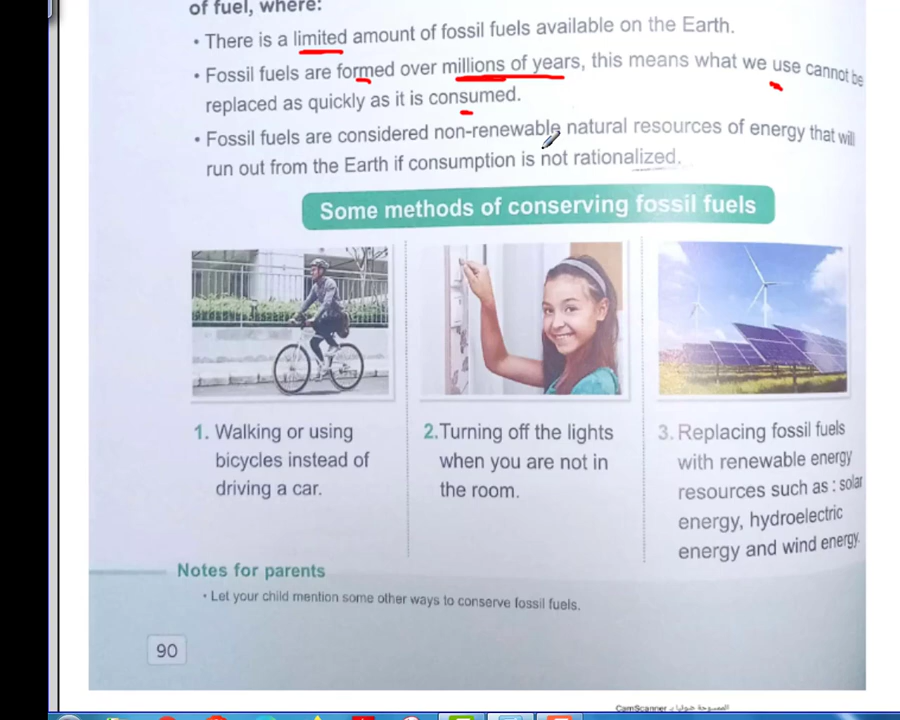 of fuel, where:
• There is a limited amount of fossil fuels available on the Earth.
• Fossil fuels are formed over millions of years, this means what we use cannot be
replaced as quickly as it is consumed.
• Fossil fuels are considered non-renewable natural resources of energy that will
run out from the Earth if consumption is not rationalized.
Some methods of conserving fossil fuels
1. Walking or using
bicycles instead of
driving a car.
2.Turning off the lights
when you are not in
the room.
3. Replacing fossil fuels
with renewable energy
resources such as : solar
energy, hydroelectric
energy and wind energy.
Notes for parents
• Let your child mention some other ways to conserve fossil fuels.
90
الممسوحة ضوئيا بـ CamScanner